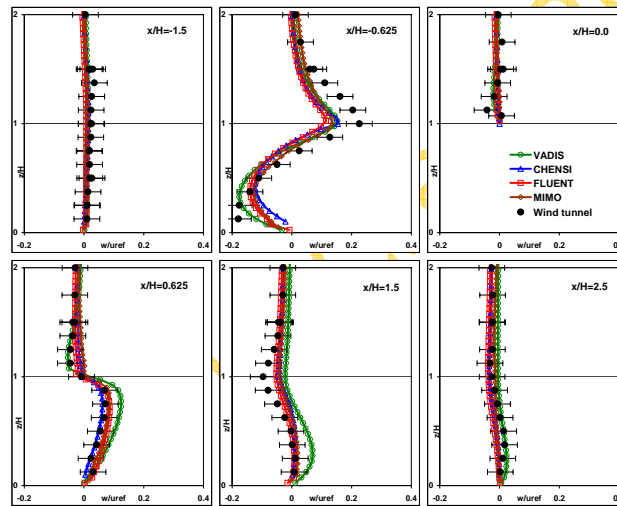 x/H=-1.5
2
1
0
z/H
-0.2 0 0.2 0.4
w/uref
x/H=-0.625
2
1
0
z/H
-0.2 0 0.2 0.4
w/uref
x/H=0.0
2
1
0
z/H
-0.2 0 0.2 0.4
w/uref
VADIS
CHENSI
FLUENT
MIMO
Wind tunnel
x/H=0.625
2
1
0
z/H
-0.2 0 0.2 0.4
w/uref
x/H=1.5
2
1
0
z/H
-0.2 0 0.2 0.4
w/uref
x/H=2.5
2
1
0
z/H
-0.2 0 0.2 0.4
w/uref